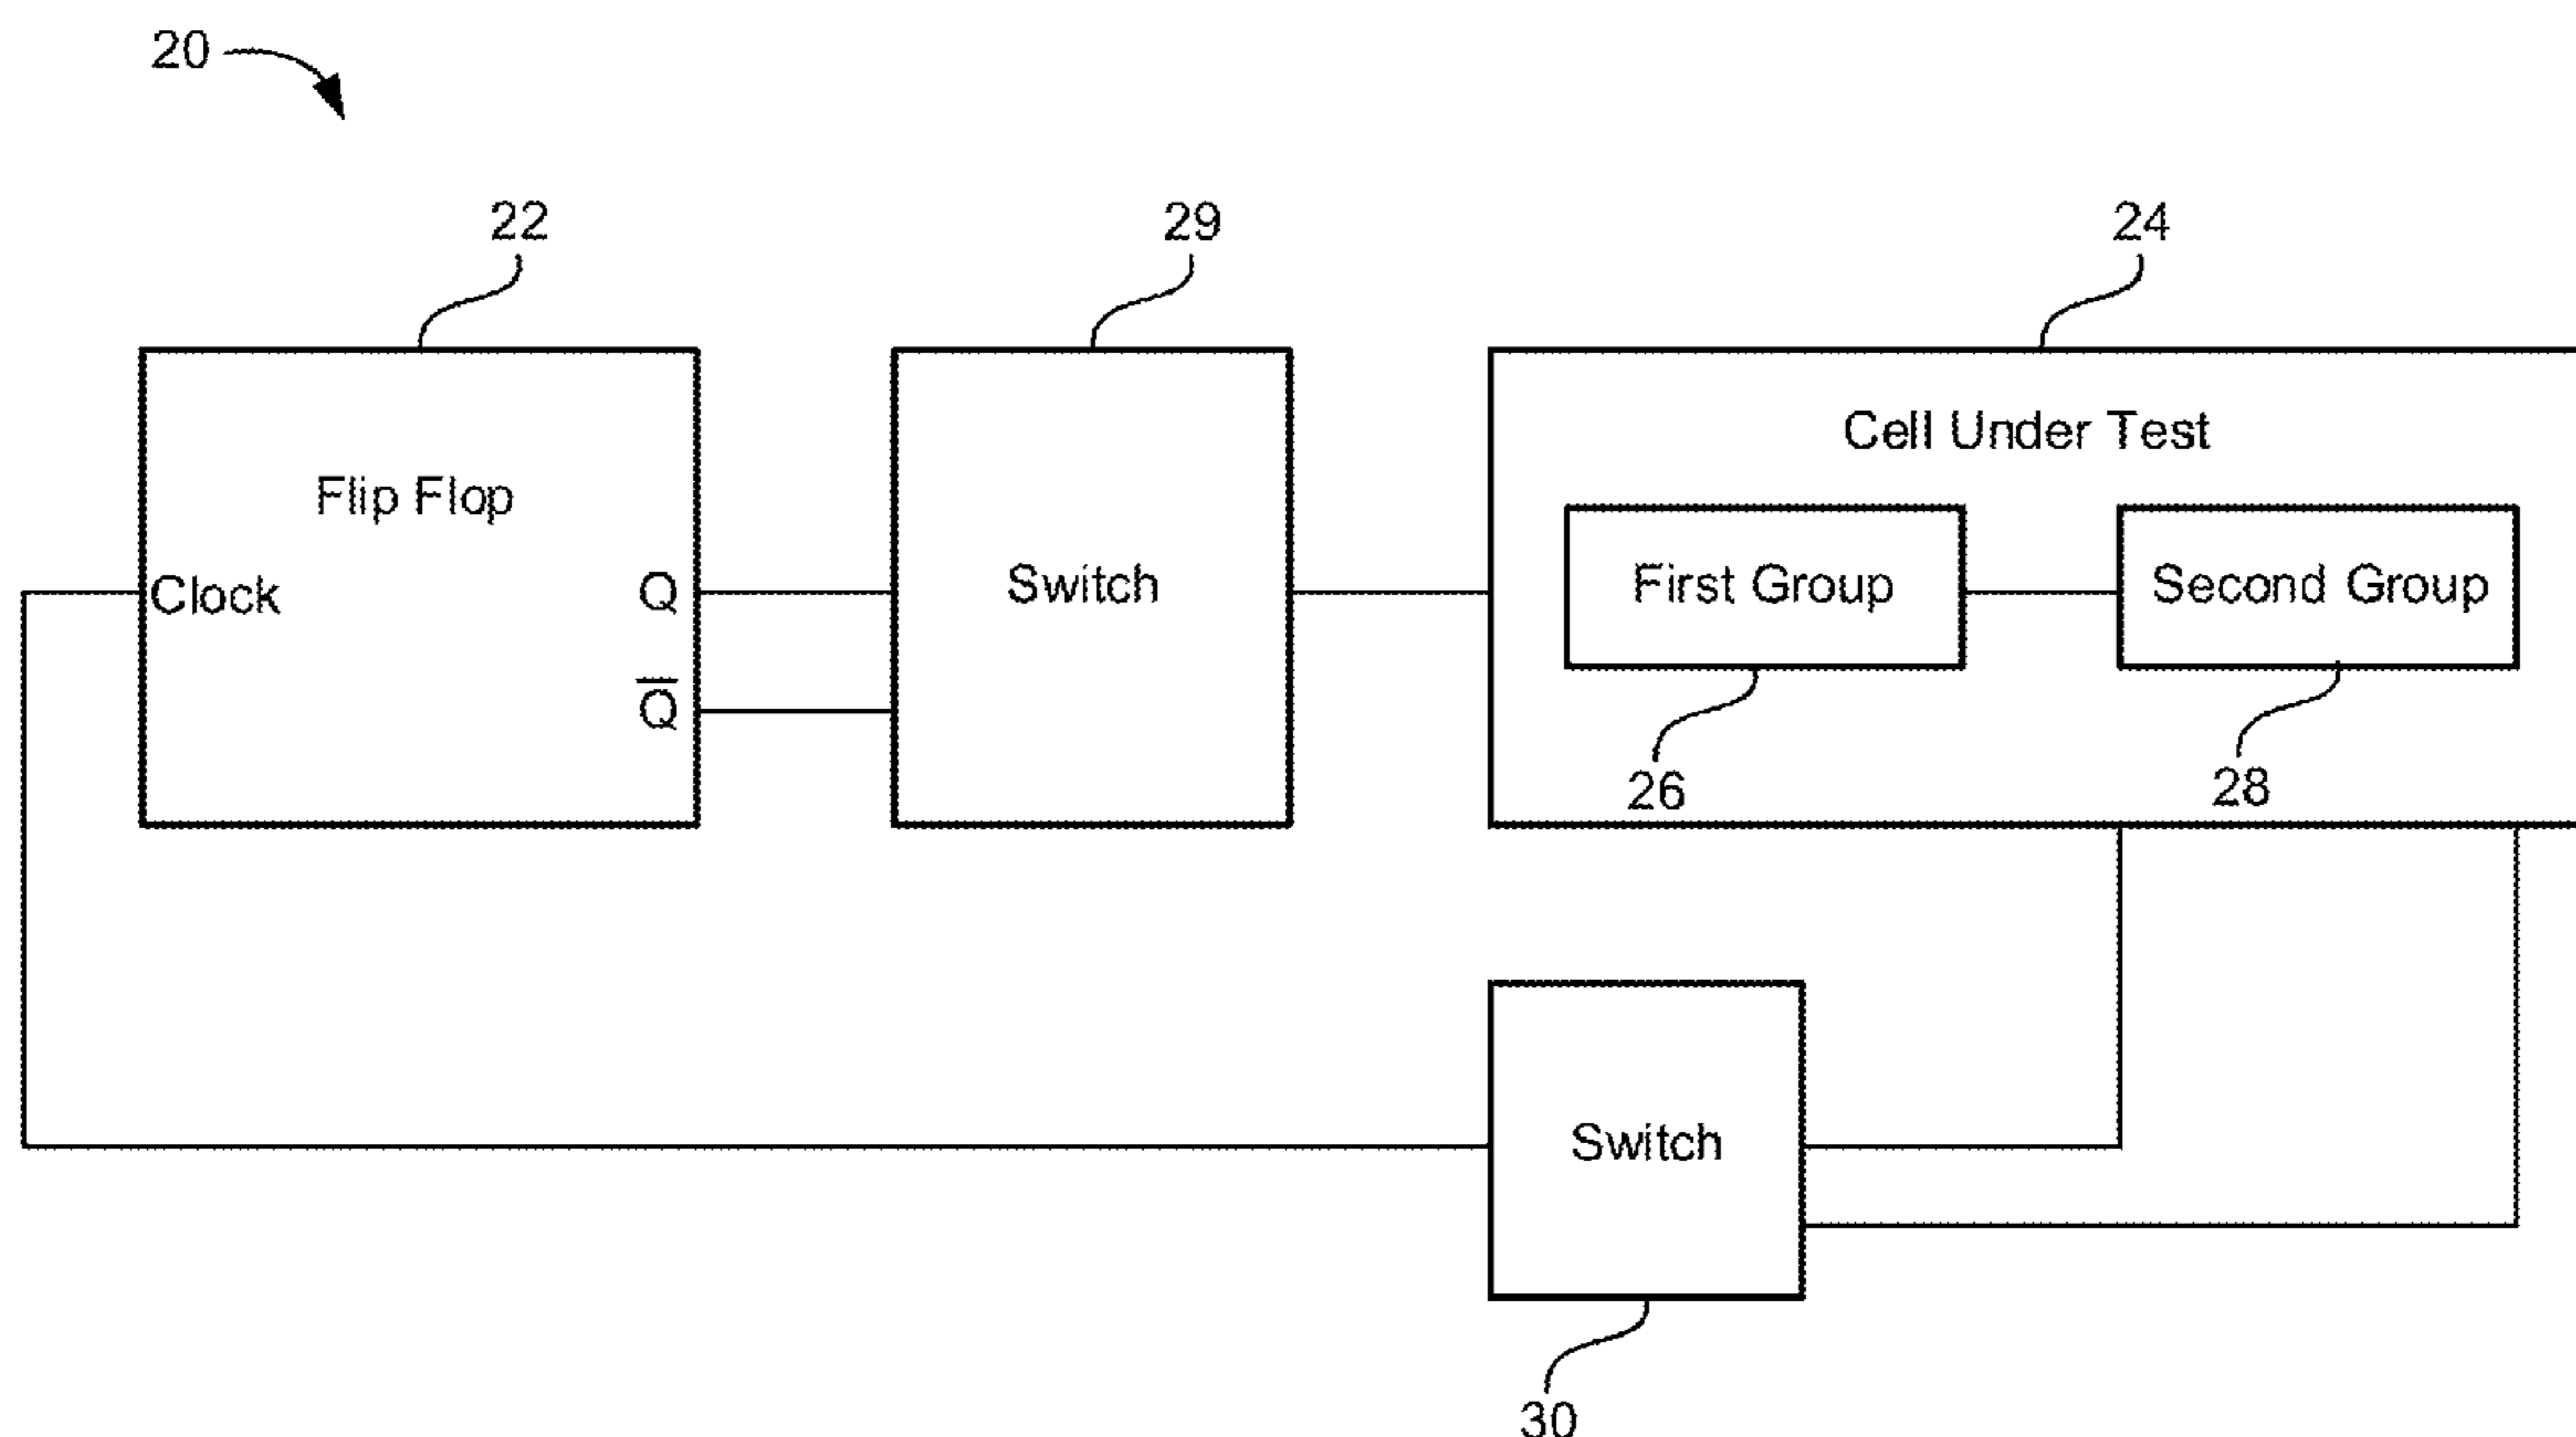 20
22
29
24
Cell Under Test
Flip Flop
Clock
Q
Switch
First Group
Second Group
Q̅
26
28
Switch
30